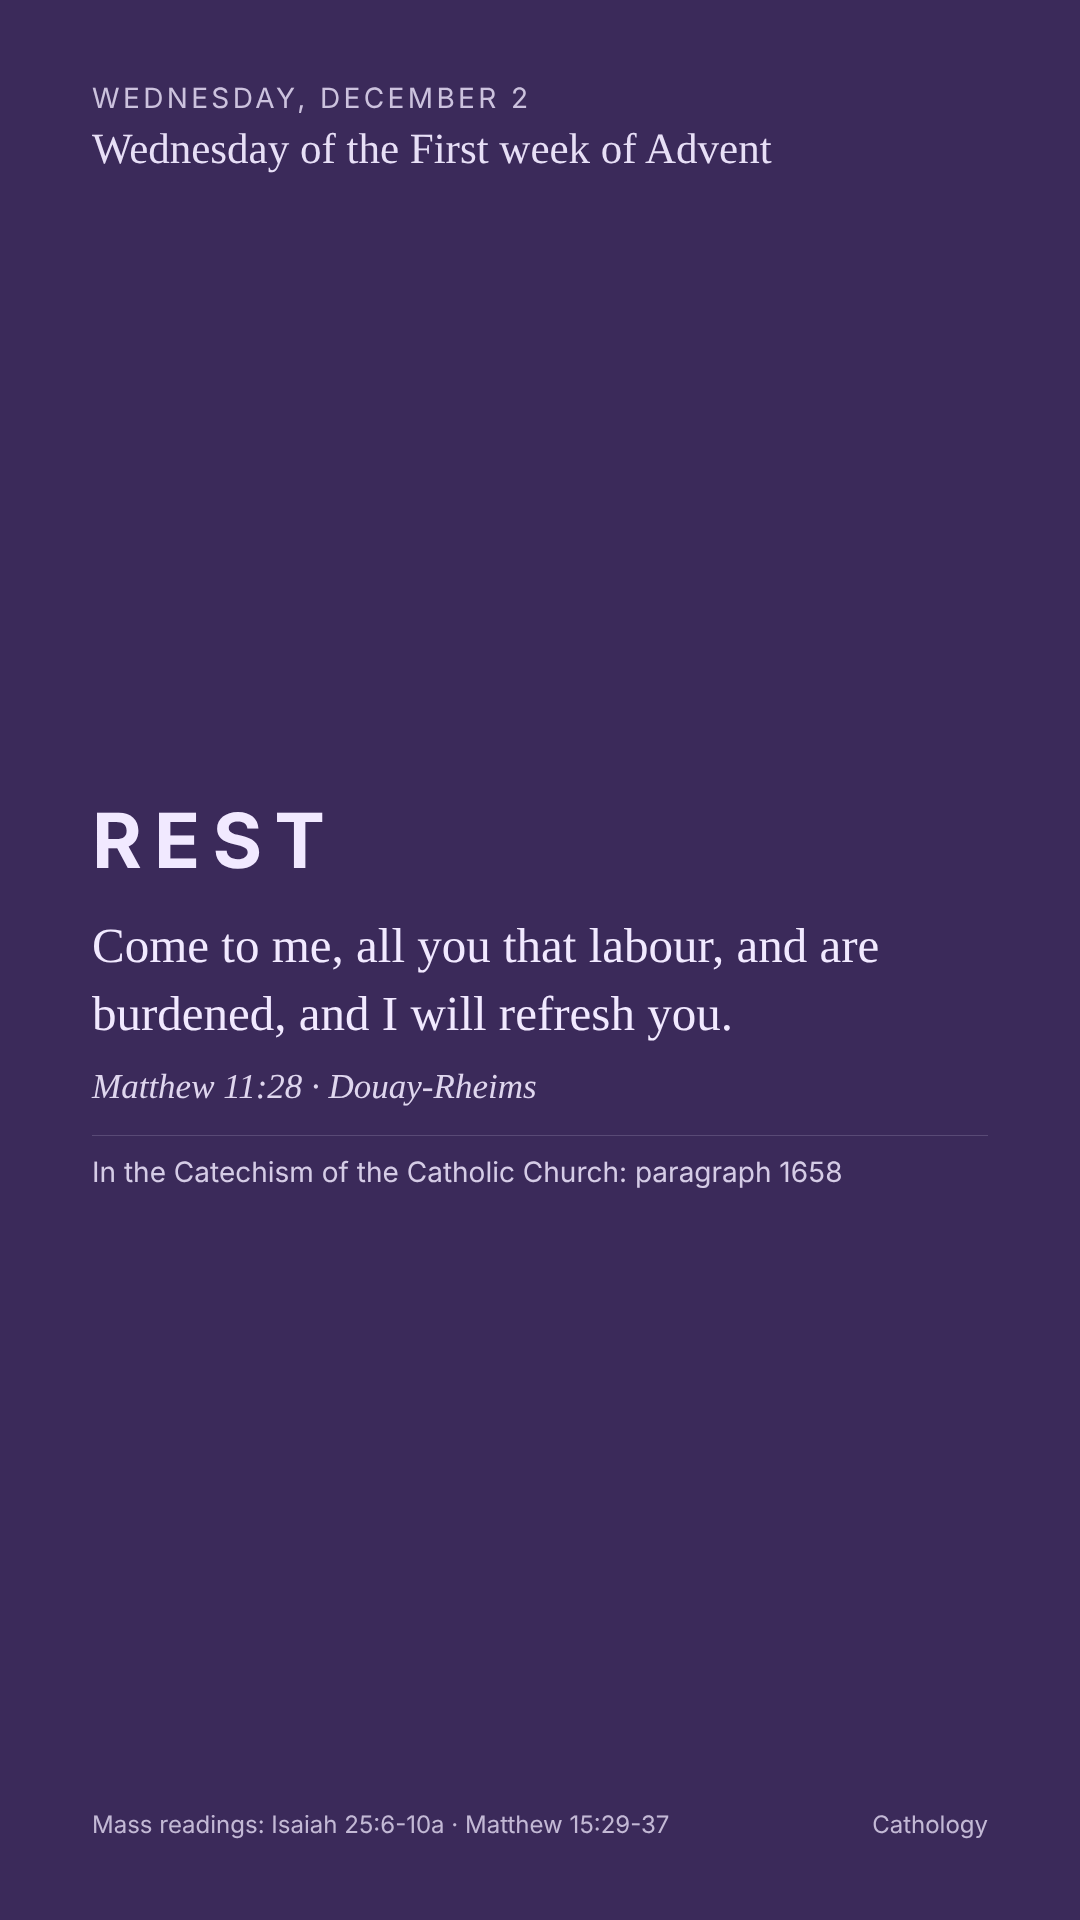 WEDNESDAY, DECEMBER 2
Wednesday of the First week of Advent
REST
Come to me, all you that labour, and are
burdened, and I will refresh you.
Matthew 11:28 · Douay-Rheims
In the Catechism of the Catholic Church: paragraph 1658
Mass readings: Isaiah 25:6-10a · Matthew 15:29-37
Cathology